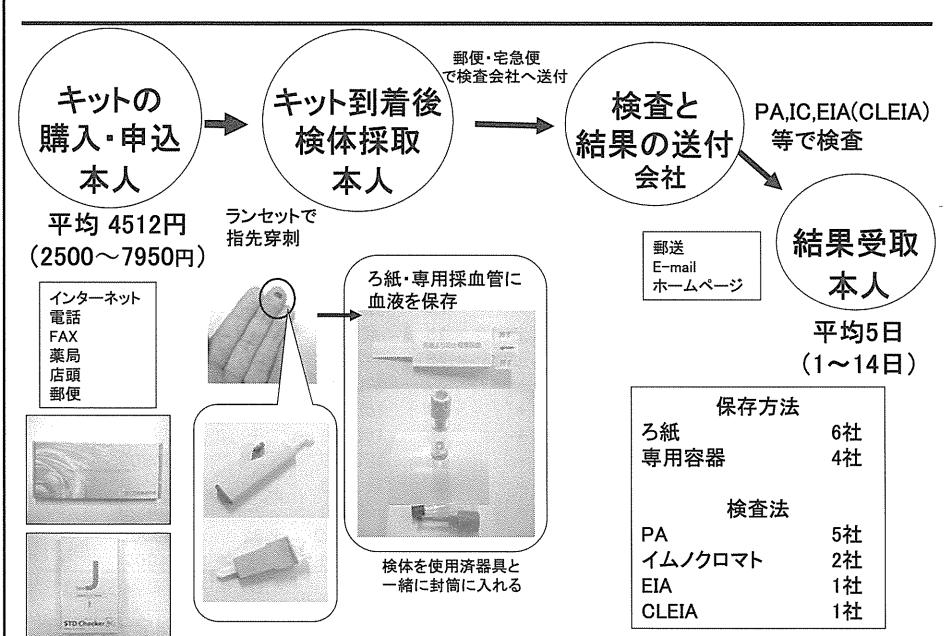 キットの
購入・申込
本人
キット到着後
検体採取
本人
郵便・宅急便
で検査会社へ送付
検査と
結果の送付
会社
PA,IC,EIA(CLEIA)
等で検査
結果受取
本人
平均5日
(1～14日)
平均 4512円
(2500～7950円)
インターネット
電話
FAX
薬局
店頭
郵便
ランセットで
指先穿刺
ろ紙・専用採血管に
血液を保存
検体を使用済器具と
一緒に封筒に入れる
郵送
E-mail
ホームページ
保存方法
ろ紙 6社
専用容器 4社
検査法
PA 5社
イムノクロマト 2社
EIA 1社
CLEIA 1社
J
STD Checker